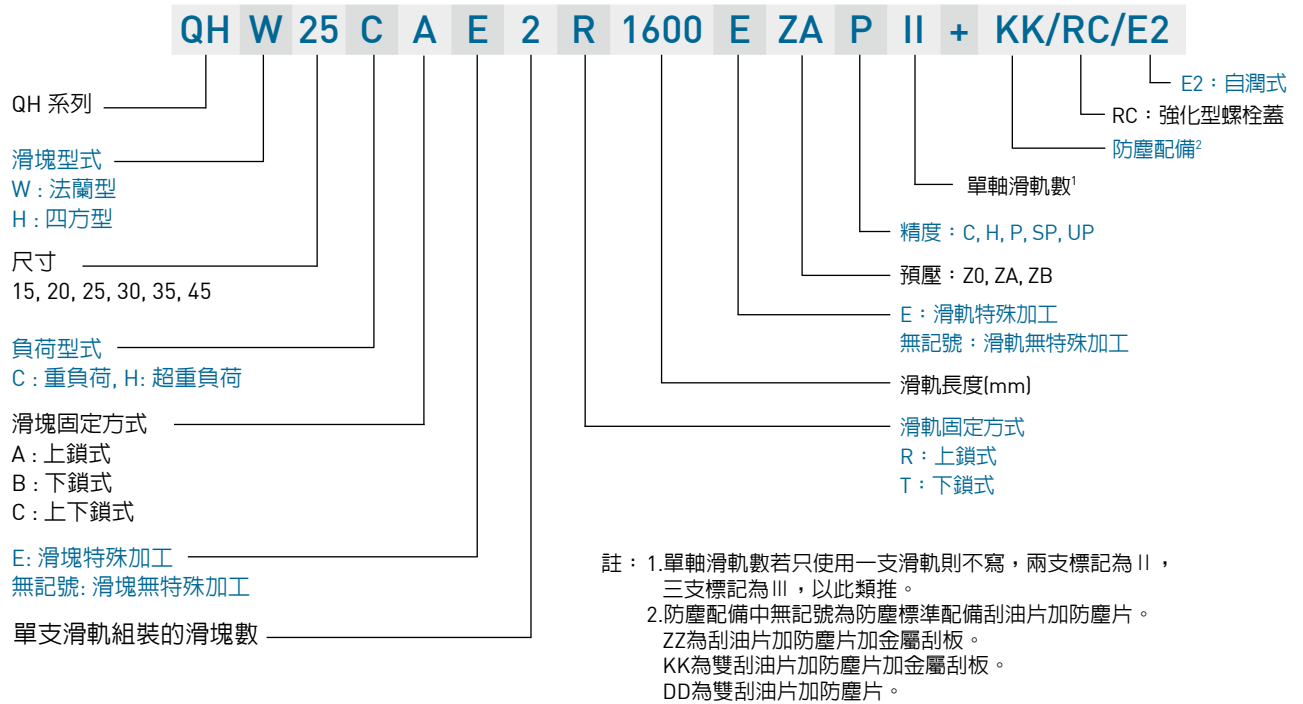 QH W 25 C A E 2 R 1600 E ZA P II + KK/RC/E2
QH 系列
滑塊型式
W : 法蘭型
H : 四方型
尺寸
15, 20, 25, 30, 35, 45
負荷型式
C : 重負荷, H: 超重負荷
滑塊固定方式
A : 上鎖式
B : 下鎖式
C : 上下鎖式
E: 滑塊特殊加工
無記號: 滑塊無特殊加工
單支滑軌組裝的滑塊數
E2：自潤式
RC：強化型螺栓蓋
防塵配備²
單軸滑軌數¹
精度：C, H, P, SP, UP
預壓：Z0, ZA, ZB
E：滑軌特殊加工
無記號：滑軌無特殊加工
滑軌長度(mm)
滑軌固定方式
R：上鎖式
T：下鎖式
註：1.單軸滑軌數若只使用一支滑軌則不寫，兩支標記為II，
三支標記為III，以此類推。
2.防塵配備中無記號為防塵標準配備刮油片加防塵片。
ZZ為刮油片加防塵片加金屬刮板。
KK為雙刮油片加防塵片加金屬刮板。
DD為雙刮油片加防塵片。